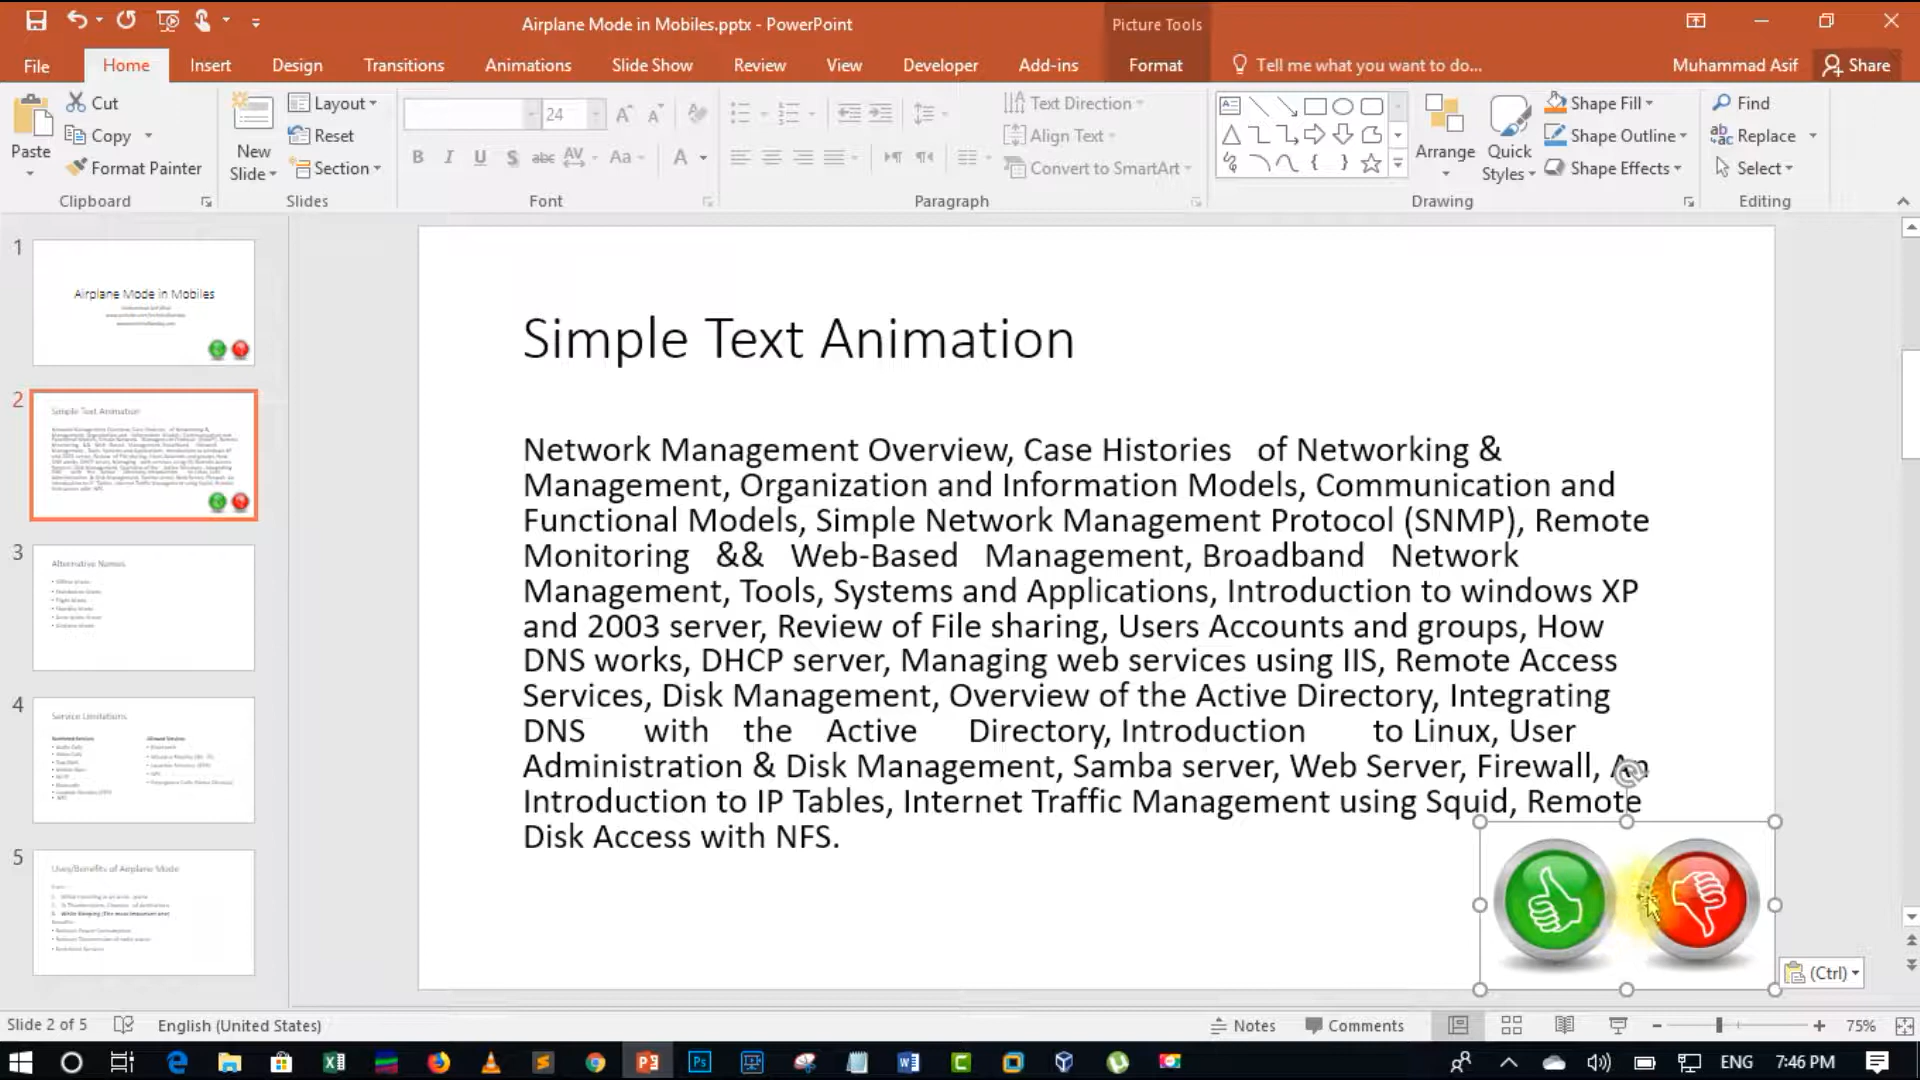 Airplane Mode in Mobiles.pptx - PowerPoint
Picture Tools
File
Home
Insert
Design
Transitions
Animations
Slide Show
Review
View
Developer
Add-ins
Format
Tell me what you want to do...
Muhammad Asif
Share
Paste
Cut
Copy
Format Painter
Clipboard
New
Slide
Layout
Reset
Section
Slides
24
B I U S abc AV Aa A
Font
Text Direction
Align Text
Convert to SmartArt
Paragraph
Arrange
Quick
Styles
Shape Fill
Shape Outline
Shape Effects
Drawing
Find
Replace
Select
Editing
1
Airplane Mode in Mobiles
2
Simple Text Animation
3
Alternative Names
4
Service Limitations
5
Uses/Benefits of Airplane Mode
Simple Text Animation
Network Management Overview, Case Histories of Networking &
Management, Organization and Information Models, Communication and
Functional Models, Simple Network Management Protocol (SNMP), Remote
Monitoring && Web-Based Management, Broadband Network
Management, Tools, Systems and Applications, Introduction to windows XP
and 2003 server, Review of File sharing, Users Accounts and groups, How
DNS works, DHCP server, Managing web services using IIS, Remote Access
Services, Disk Management, Overview of the Active Directory, Integrating
DNS with the Active Directory, Introduction to Linux, User
Administration & Disk Management, Samba server, Web Server, Firewall, An
Introduction to IP Tables, Internet Traffic Management using Squid, Remote
Disk Access with NFS.
(Ctrl)
Slide 2 of 5
English (United States)
Notes
Comments
75%
ENG
7:46 PM